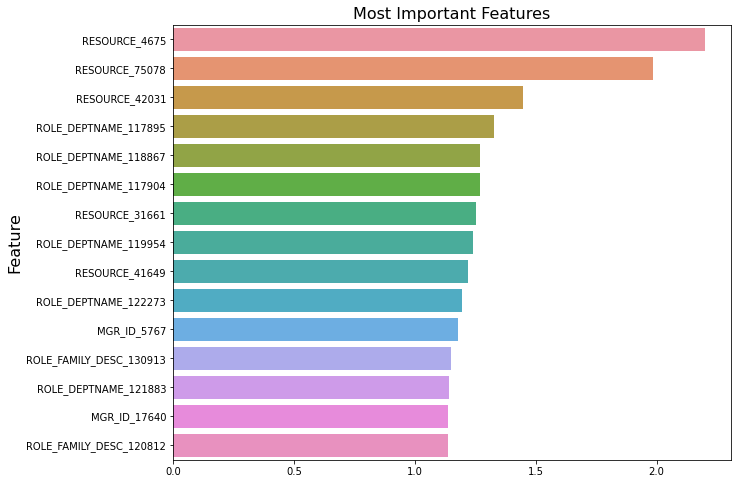 Most Important Features
Feature
RESOURCE_4675
RESOURCE_75078
RESOURCE_42031
ROLE_DEPTNAME_117895
ROLE_DEPTNAME_118867
ROLE_DEPTNAME_117904
RESOURCE_31661
ROLE_DEPTNAME_119954
RESOURCE_41649
ROLE_DEPTNAME_122273
MGR_ID_5767
ROLE_FAMILY_DESC_130913
ROLE_DEPTNAME_121883
MGR_ID_17640
ROLE_FAMILY_DESC_120812
0.0 0.5 1.0 1.5 2.0